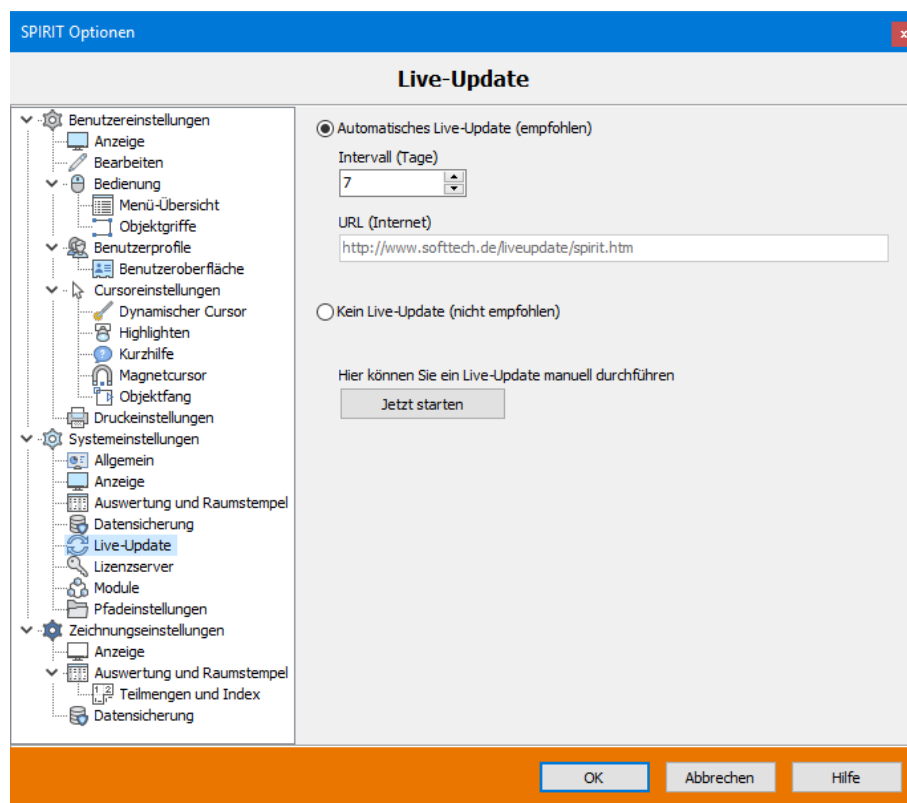 SPIRIT Optionen
x
Live-Update
Benutzereinstellungen
Anzeige
Bearbeiten
Bedienung
Menü-Übersicht
Objektgriffe
Benutzerprofile
Benutzeroberfläche
Cursoreinstellungen
Dynamischer Cursor
Highlighten
Kurzhilfe
Magnetcursor
Objektfang
Druckeinstellungen
Systemeinstellungen
Allgemein
Anzeige
Auswertung und Raumstempel
Datensicherung
Live-Update
Lizenzserver
Module
Pfadeinstellungen
Zeichnungseinstellungen
Anzeige
Auswertung und Raumstempel
Teilmengen und Index
Datensicherung
Automatisches Live-Update (empfohlen)
Intervall (Tage)
7
URL (Internet)
http://www.softtech.de/liveupdate/spirit.htm
Kein Live-Update (nicht empfohlen)
Hier können Sie ein Live-Update manuell durchführen
Jetzt starten
OK
Abbrechen
Hilfe